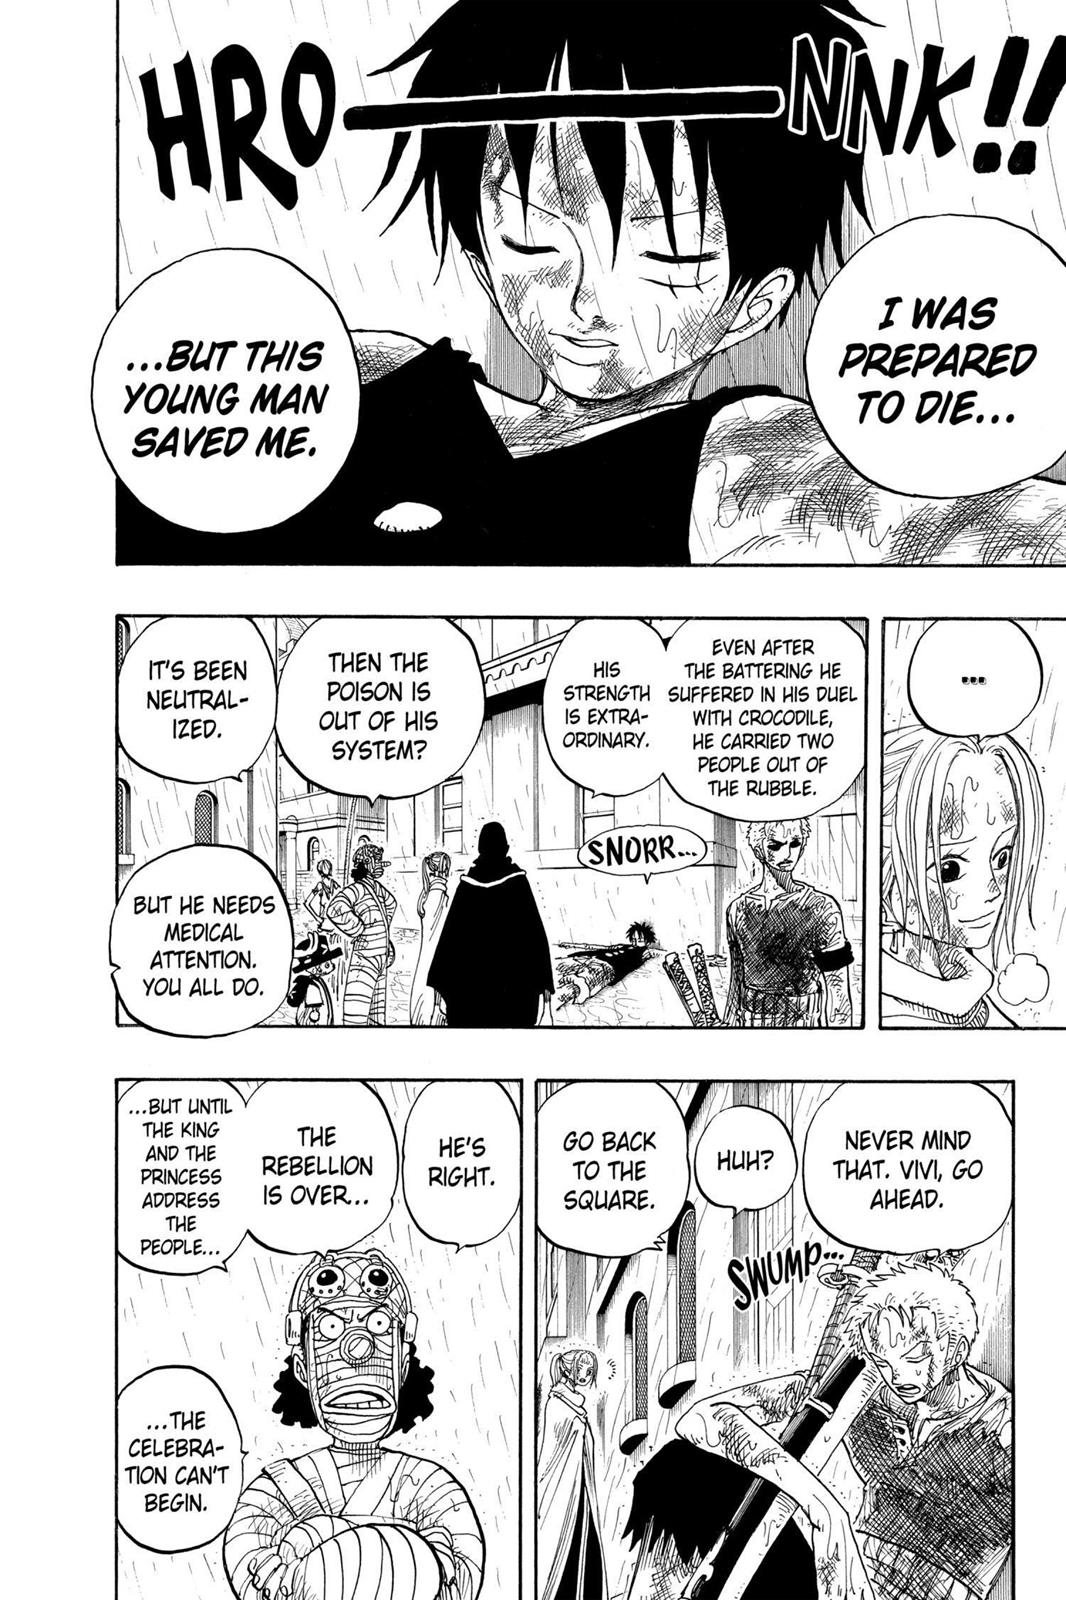 HRO—NNK!!
I WAS
PREPARED
TO DIE...
...BUT THIS
YOUNG MAN
SAVED ME.
...
EVEN AFTER
THE BATTERING HE
SUFFERED IN HIS DUEL
WITH CROCODILE,
HE CARRIED TWO
PEOPLE OUT OF
THE RUBBLE.
HIS
STRENGTH
IS EXTRA-
ORDINARY.
SNORR...
THEN THE
POISON IS
OUT OF HIS
SYSTEM?
IT'S BEEN
NEUTRAL-
IZED.
BUT HE NEEDS
MEDICAL
ATTENTION.
YOU ALL DO.
NEVER MIND
THAT. VIVI, GO
AHEAD.
HUH?
GO BACK
TO THE
SQUARE.
SWUMP...
HE'S
RIGHT.
THE
REBELLION
IS OVER...
...BUT UNTIL
THE KING
AND THE
PRINCESS
ADDRESS
THE
PEOPLE...
...THE
CELEBRA-
TION CAN'T
BEGIN.